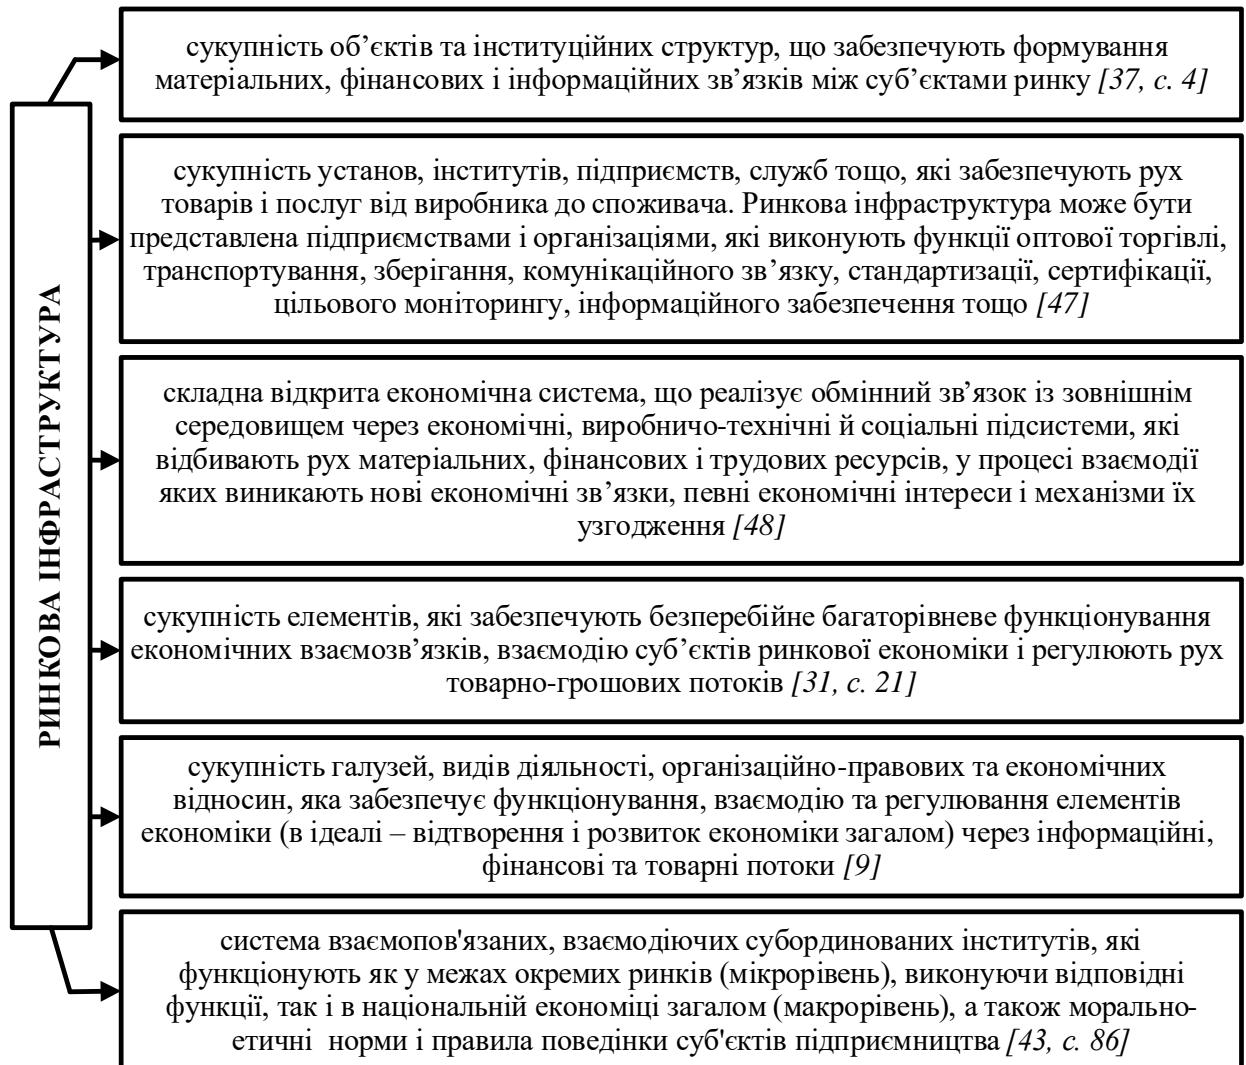 РИНКОВА ІНФРАСТРУКТУРА
сукупність об’єктів та інституційних структур, що забезпечують формування
матеріальних, фінансових і інформаційних зв’язків між суб’єктами ринку [37, с. 4]
сукупність установ, інститутів, підприємств, служб тощо, які забезпечують рух
товарів і послуг від виробника до споживача. Ринкова інфраструктура може бути
представлена підприємствами і організаціями, які виконують функції оптової торгівлі,
транспортування, зберігання, комунікаційного зв’язку, стандартизації, сертифікації,
цільового моніторингу, інформаційного забезпечення тощо [47]
складна відкрита економічна система, що реалізує обмінний зв’язок із зовнішнім
середовищем через економічні, виробничо-технічні й соціальні підсистеми, які
відбивають рух матеріальних, фінансових і трудових ресурсів, у процесі взаємодії
яких виникають нові економічні зв’язки, певні економічні інтереси і механізми їх
узгодження [48]
сукупність елементів, які забезпечують безперебійне багаторівневе функціонування
економічних взаємозв’язків, взаємодію суб’єктів ринкової економіки і регулюють рух
товарно-грошових потоків [31, с. 21]
сукупність галузей, видів діяльності, організаційно-правових та економічних
відносин, яка забезпечує функціонування, взаємодію та регулювання елементів
економіки (в ідеалі – відтворення і розвиток економіки загалом) через інформаційні,
фінансові та товарні потоки [9]
система взаємопов'язаних, взаємодіючих субординованих інститутів, які
функціонують як у межах окремих ринків (мікрорівень), виконуючи відповідні
функції, так і в національній економіці загалом (макрорівень), а також морально-
етичні норми і правила поведінки суб'єктів підприємництва [43, с. 86]